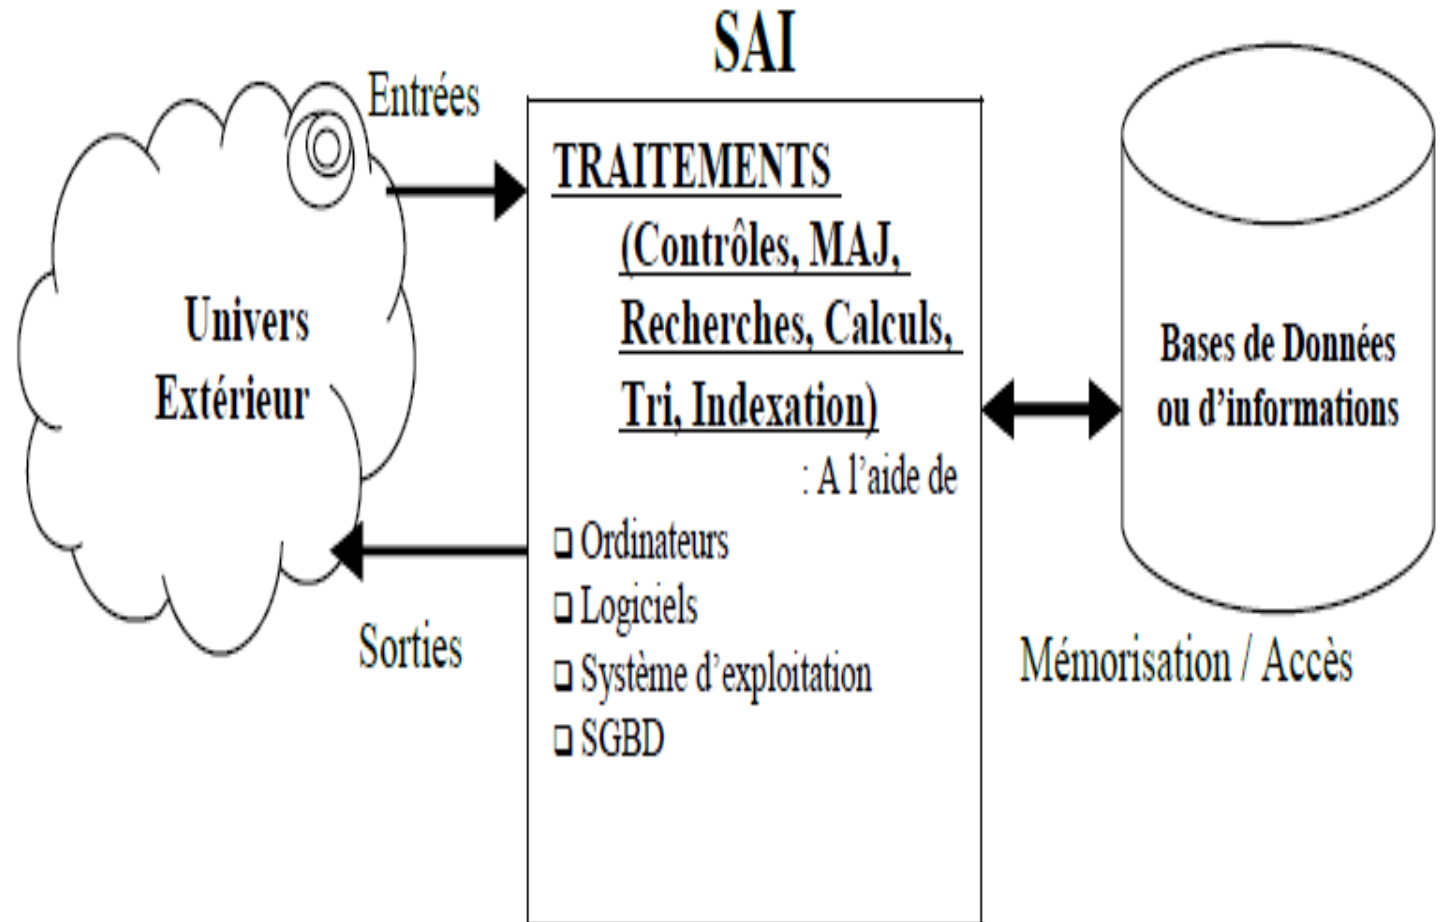 SAI
Entrées
TRAITEMENTS
(Contrôles, MAJ,
Recherches, Calculs,
Tri, Indexation)
: A l’aide de
❑ Ordinateurs
❑ Logiciels
❑ Système d’exploitation
❑ SGBD
Univers
Extérieur
Sorties
Bases de Données
ou d’informations
Mémorisation / Accès